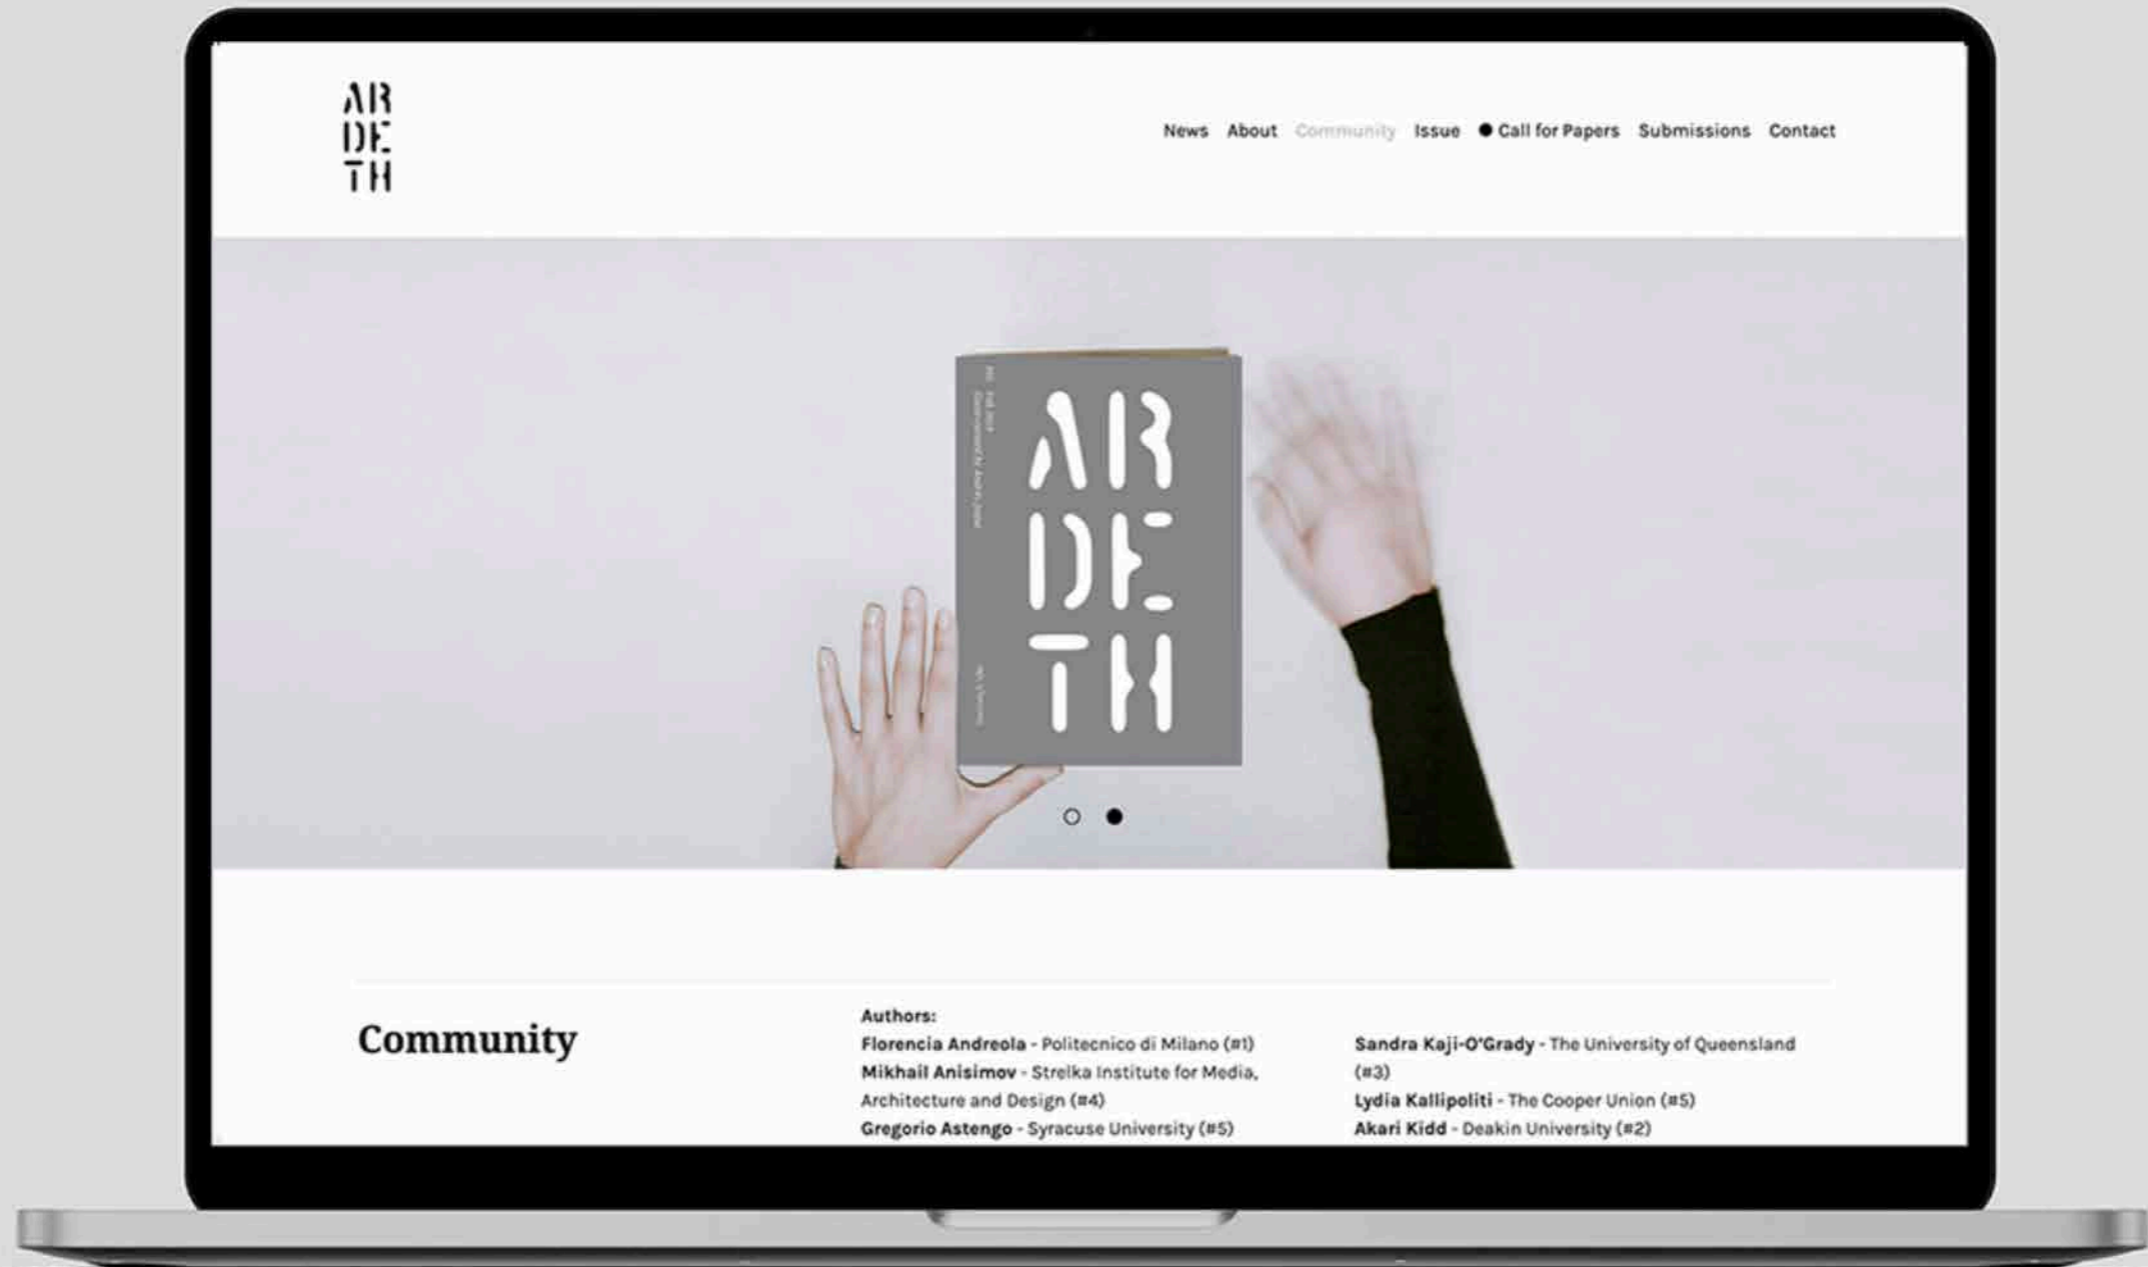 AR
DE
TH
News About Community Issue ● Call for Papers Submissions Contact
AR
DE
TH
Community
Authors:
Florencia Andreola - Politecnico di Milano (#1)
Mikhail Anisimov - Strelka Institute for Media,
Architecture and Design (#4)
Gregorio Astengo - Syracuse University (#5)
Sandra Kaji-O'Grady - The University of Queensland
(#3)
Lydia Kallipoliti - The Cooper Union (#5)
Akari Kidd - Deakin University (#2)